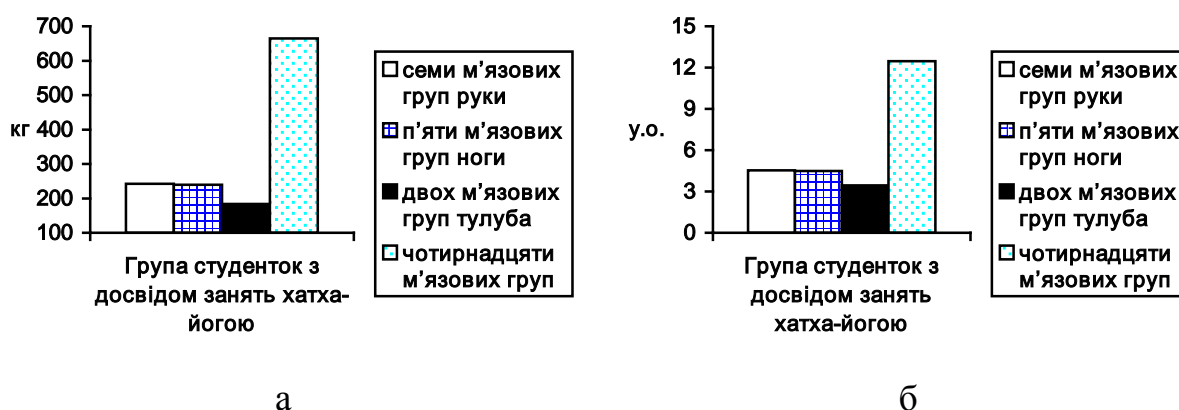 700
600
500
400
300
200
100
кг
Група студенток з
досвідом занять хатха-
йогою
семи м’язових
груп руки
п’яти м’язових
груп ноги
двох м’язових
груп тулуба
чотирнадцяти
м’язових груп
а
15
12
9
6
3
0
у.о.
Група студенток з
досвідом занять
хатха-йогою
семи м’язових
груп руки
п’яти м’язових
груп ноги
двох м’язових
груп тулуба
чотирнадцяти
м’язових груп
б